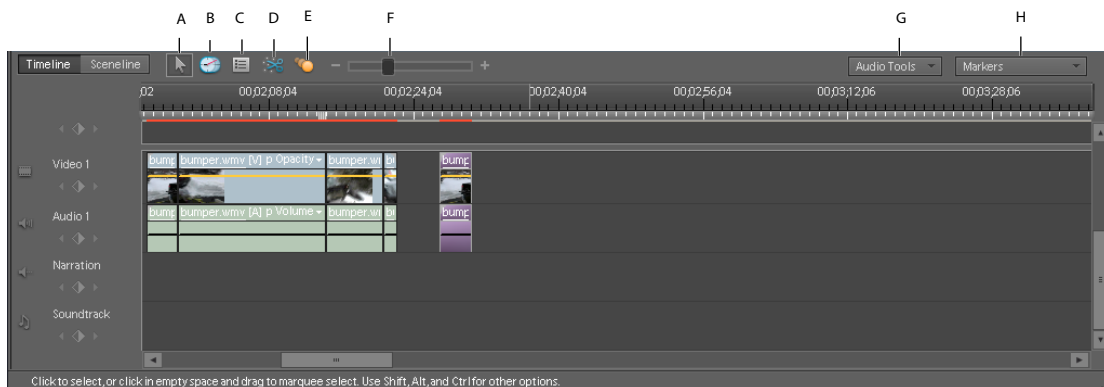 A B C D E F G H
Timeline Sceneline Audio Tools Markers
;02 00;02;08;04 00;02;24;04 00;02;40;04 00;02;56;04 00;03;12;06 00;03;28;06
Video 1
bump bumper.wmv [V] p Opacity bumper.wi bu bump
Audio 1
bump bumper.wmv [A] p Volume bumper.wi bu bump
Narration
Soundtrack
Click to select, or click in empty space and drag to marquee select. Use Shift, Alt, and Ctrl for other options.